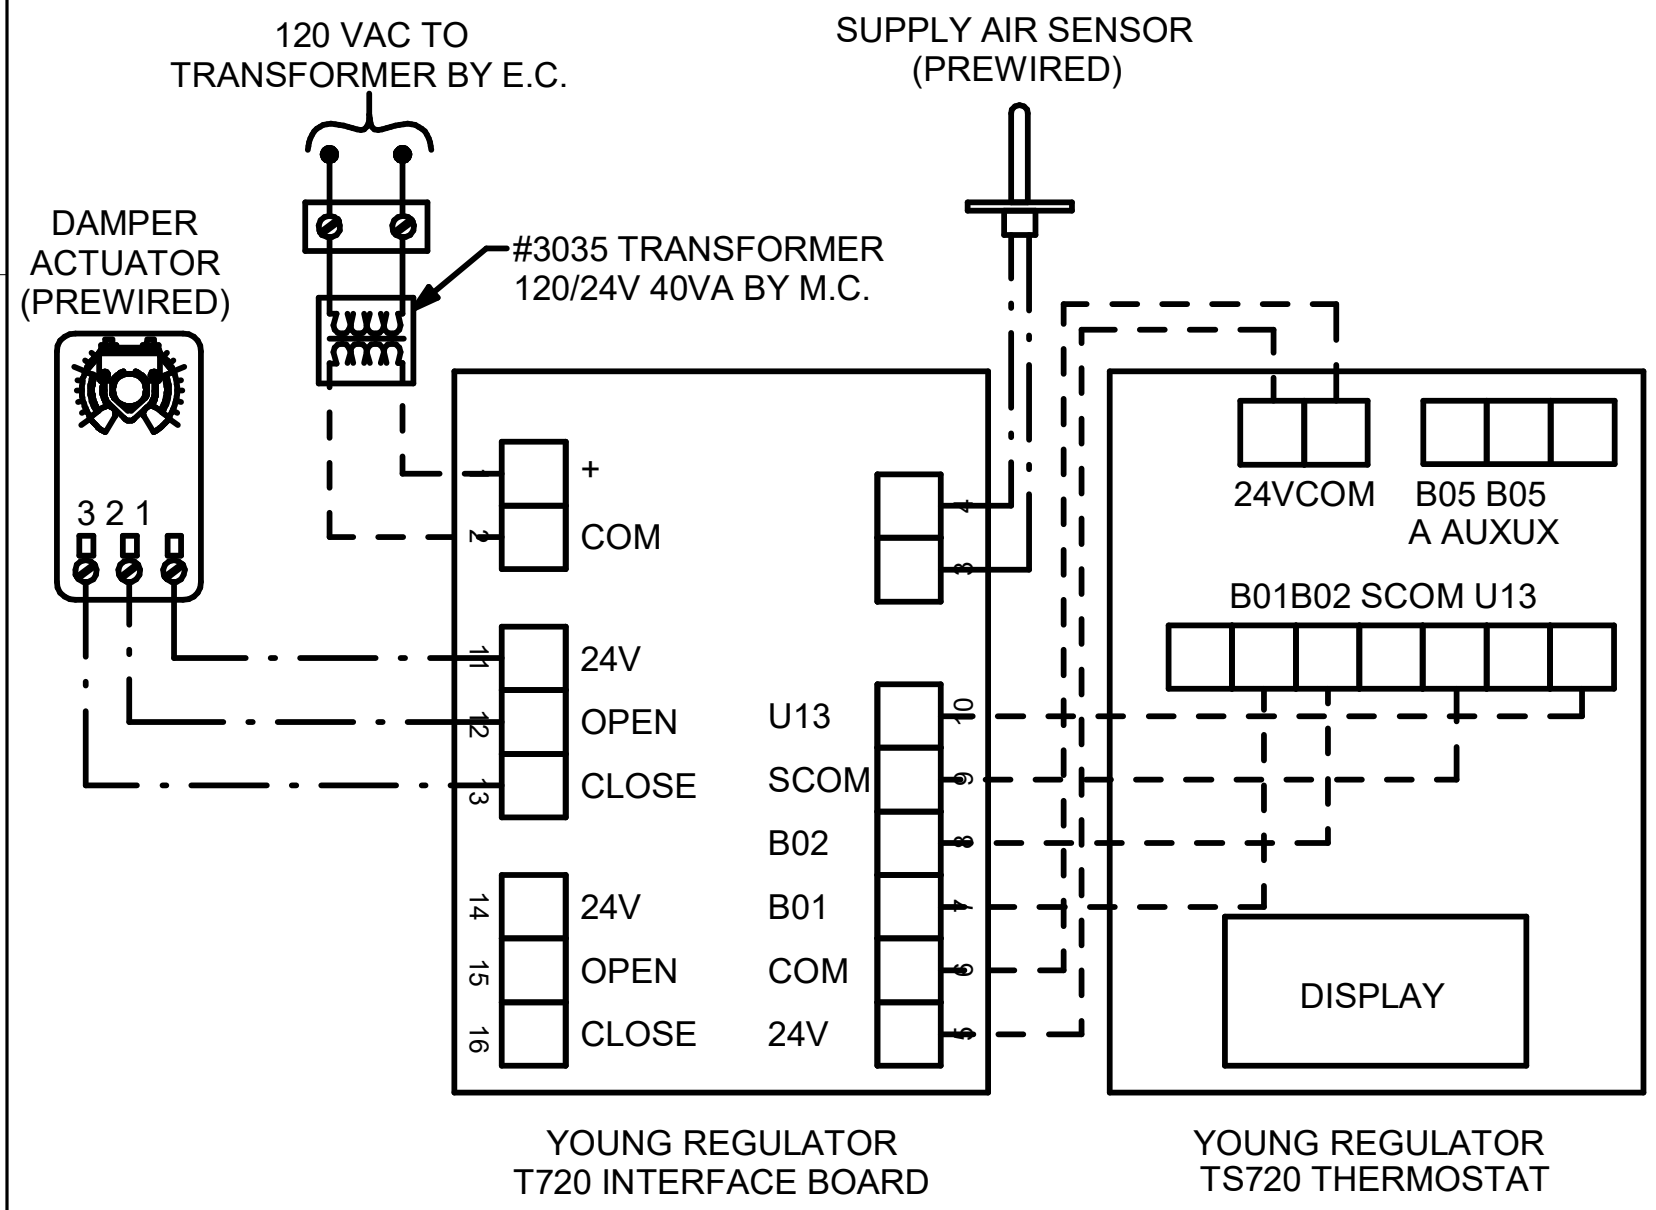 120 VAC TO
TRANSFORMER BY E.C.
SUPPLY AIR SENSOR
(PREWIRED)
DAMPER
ACTUATOR
(PREWIRED)
#3035 TRANSFORMER
120/24V 40VA BY M.C.
3 2 1
1
+
2
COM
4
3
24VCOM
B05 B05
A AUXUX
B01B02 SCOM U13
11
24V
12
OPEN
13
CLOSE
U13
10
SCOM
9
B02
8
B01
7
COM
6
24V
5
14
24V
15
OPEN
16
CLOSE
DISPLAY
YOUNG REGULATOR
T720 INTERFACE BOARD
YOUNG REGULATOR
TS720 THERMOSTAT